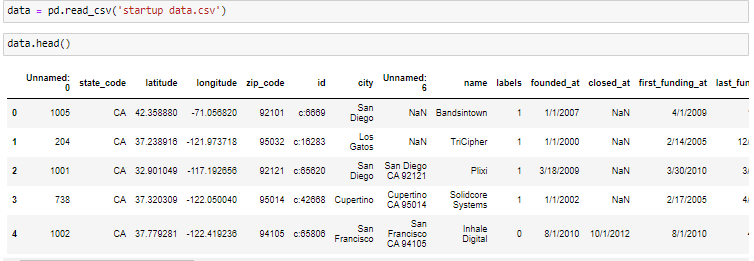 data = pd.read_csv('startup data.csv')
data.head()
Unnamed: 0 state_code latitude longitude zip_code id city Unnamed: 6 name labels founded_at closed_at first_funding_at last_fun
0 1005 CA 42.358880 -71.056820 92101 c:6669 San Diego NaN Bandsintown 1 1/1/2007 NaN 4/1/2009
1 204 CA 37.238916 -121.973718 95032 c:16283 Los Gatos NaN TriCipher 1 1/1/2000 NaN 2/14/2005 12/
2 1001 CA 32.901049 -117.192656 92121 c:65620 San Diego San Diego CA 92121 Plixi 1 3/18/2009 NaN 3/30/2010 3/
3 738 CA 37.320309 -122.050040 95014 c:42668 Cupertino Cupertino CA 95014 Solidcore Systems 1 1/1/2002 NaN 2/17/2005 4/
4 1002 CA 37.779281 -122.419236 94105 c:65806 San Francisco San Francisco CA 94105 Inhale Digital 0 8/1/2010 10/1/2012 8/1/2010